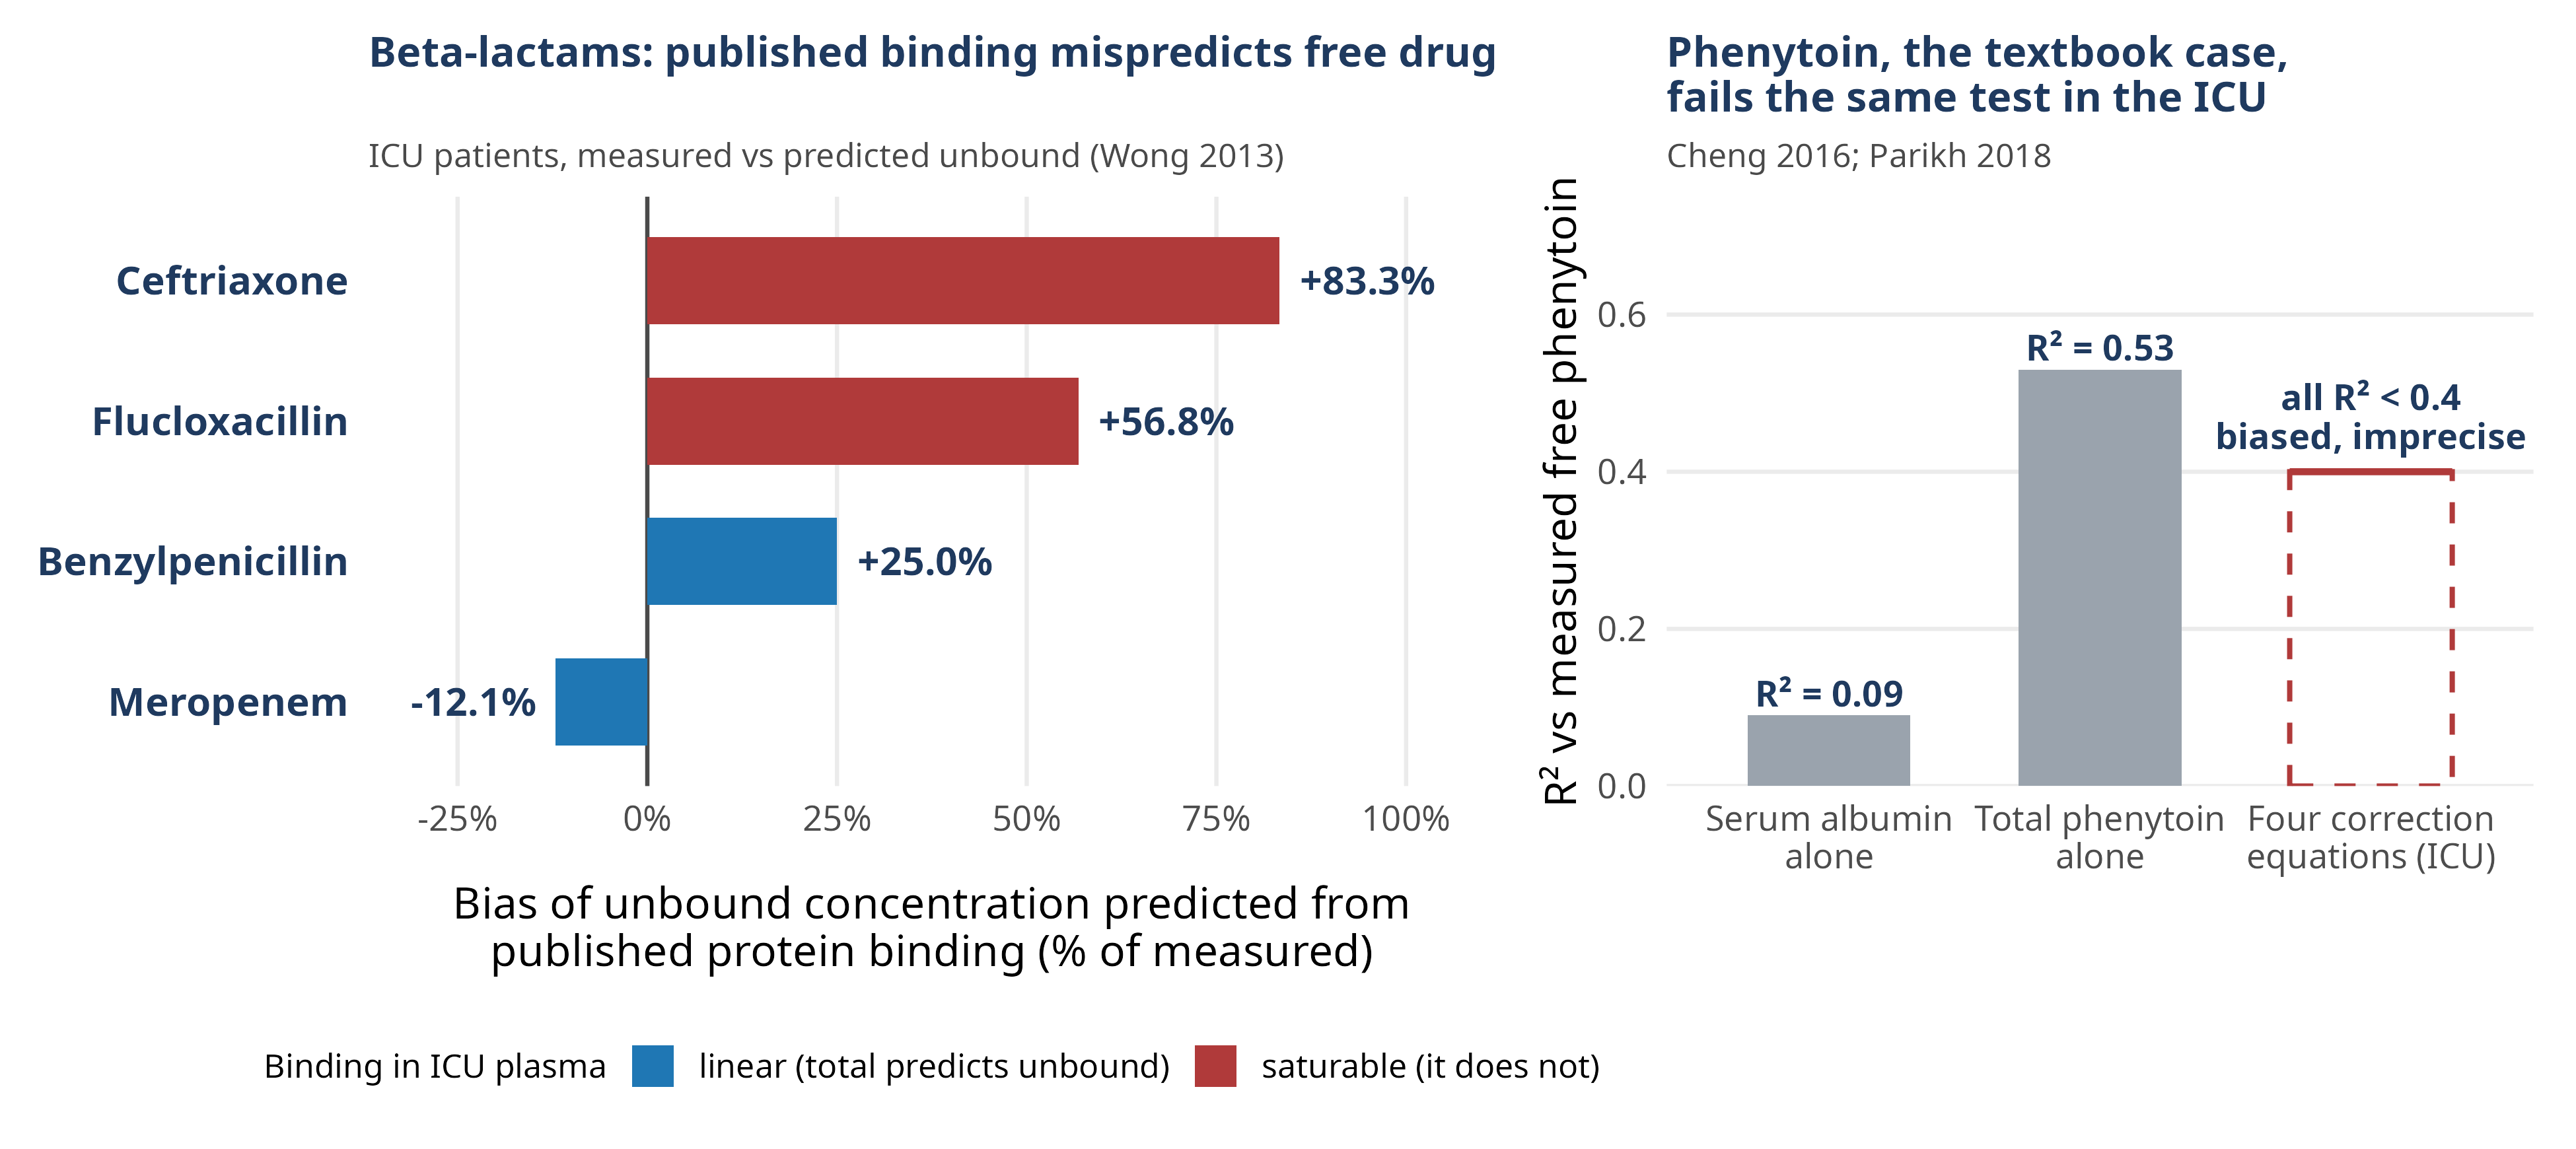 Beta-lactams: published binding mispredicts free drug
ICU patients, measured vs predicted unbound (Wong 2013)
Ceftriaxone
+83.3%
Flucloxacillin
+56.8%
Benzylpenicillin
+25.0%
Meropenem
-12.1%
-25%
0%
25%
50%
75%
100%
Bias of unbound concentration predicted from
published protein binding (% of measured)
Binding in ICU plasma
linear (total predicts unbound)
saturable (it does not)
Phenytoin, the textbook case,
fails the same test in the ICU
Cheng 2016; Parikh 2018
R² vs measured free phenytoin
0.6
0.4
0.2
0.0
R² = 0.09
R² = 0.53
all R² < 0.4
biased, imprecise
Serum albumin
alone
Total phenytoin
alone
Four correction
equations (ICU)